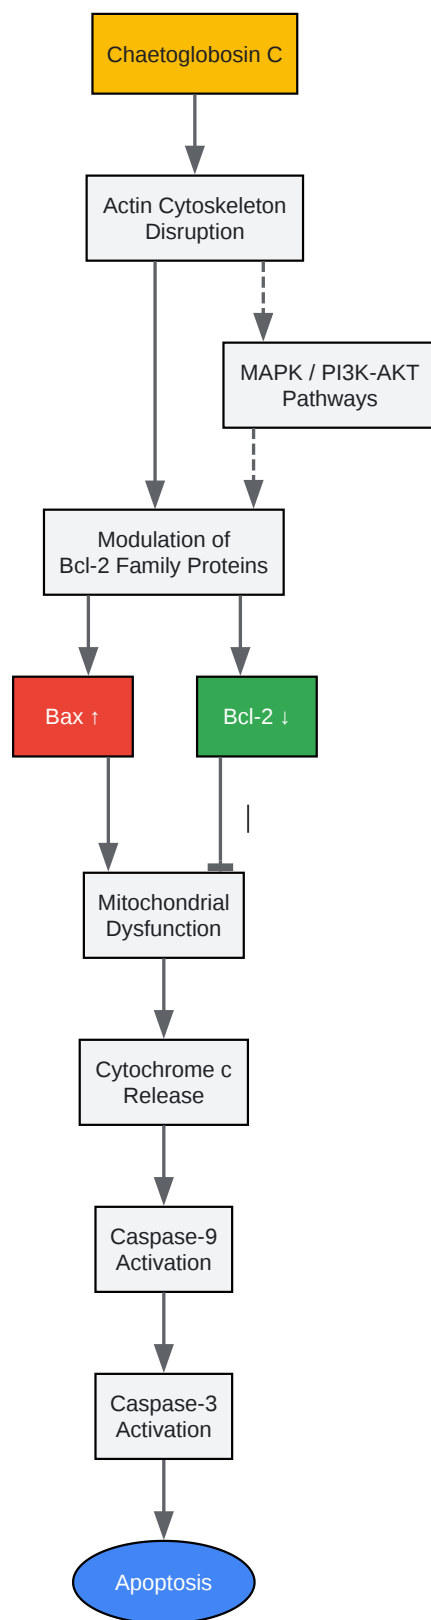 Chaetoglobosin C
Actin Cytoskeleton
Disruption
MAPK / PI3K-AKT
Pathways
Modulation of
Bcl-2 Family Proteins
Bax ↑
Bcl-2 ↓
|
Mitochondrial
Dysfunction
Cytochrome c
Release
Caspase-9
Activation
Caspase-3
Activation
Apoptosis